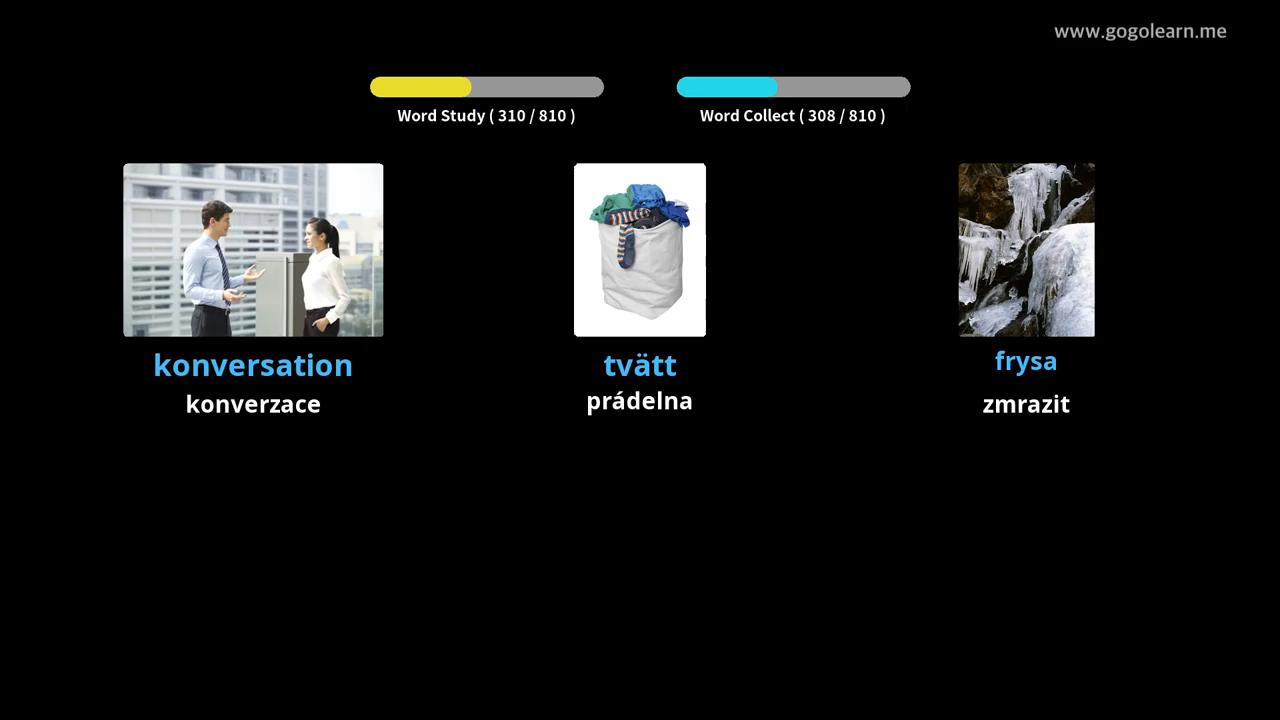 www.gogolearn.me
Word Study ( 310 / 810 )
Word Collect ( 308 / 810 )
konversation
konverzace
tvätt
prádelna
frysa
zmrazit